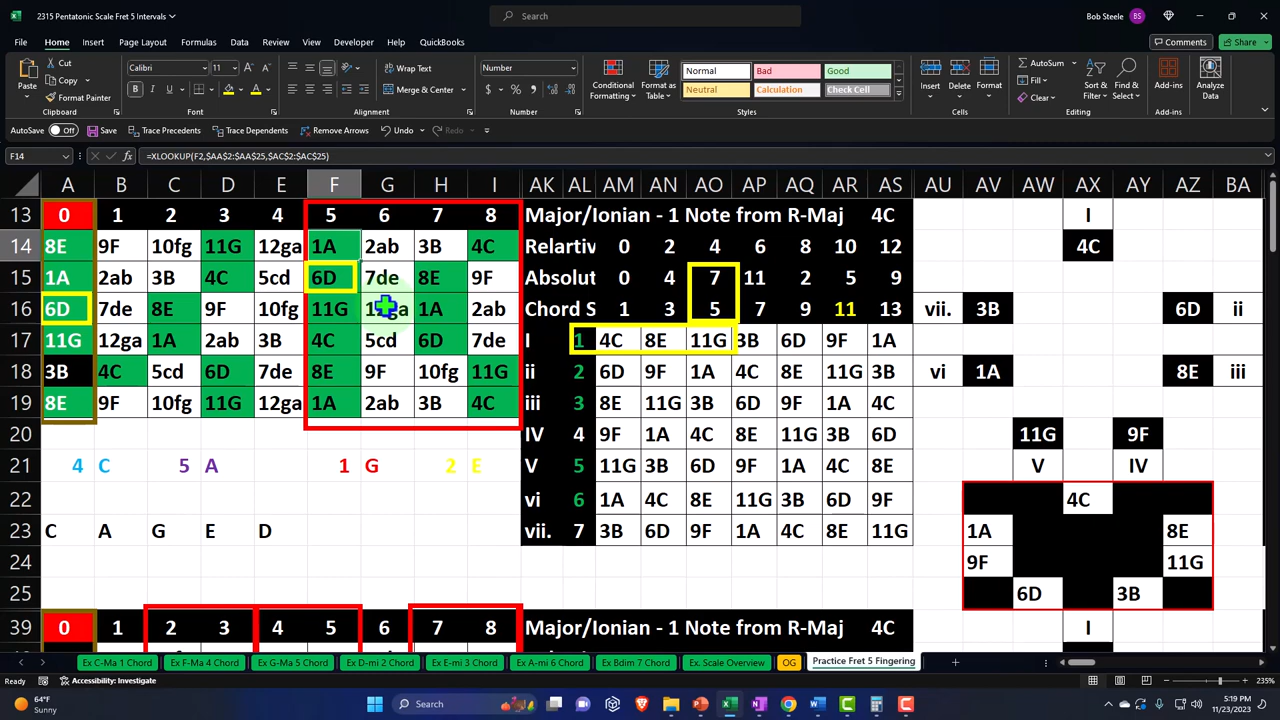 2315 Pentatonic Scale Fret 5 Intervals
Search
Bob Steele
BS
File Home Insert Page Layout Formulas Data Review View Developer Help QuickBooks
Comments Share
Cut
Copy
Paste
Format Painter
Clipboard
Calibri 11
Font
Wrap Text
Merge & Center
Alignment
Number
Number
Conditional Formatting
Format as Table
Normal Bad Good
Neutral Calculation Check Cell
Styles
Insert Delete Format
Cells
AutoSum
Fill
Clear
Sort & Filter
Find & Select
Editing
Add-ins
Add-ins
Analyze Data
AutoSave Off Save Trace Precedents Trace Dependents Remove Arrows Undo Redo
F14 =XLOOKUP(F2,$AA$2:$AA$25,$AC$2:$AC$25)
A B C D E F G H I AK AL AM AN AO AP AQ AR AS AU AV AW AX AY AZ BA
13 0 1 2 3 4 5 6 7 8 Major/Ionian - 1 Note from R-Maj 4C I
14 8E 9F 10fg 11G 12ga 1A 2ab 3B 4C Relartiv 0 2 4 6 8 10 12 4C
15 1A 2ab 3B 4C 5cd 6D 7de 8E 9F Absolut 0 4 7 11 2 5 9
16 6D 7de 8E 9F 10fg 11G 1A 2ab Chord S 1 3 5 7 9 11 13 vii. 3B 6D ii
17 11G 12ga 1A 2ab 3B 4C 5cd 6D 7de I 1 4C 8E 11G 3B 6D 9F 1A
18 3B 4C 5cd 6D 7de 8E 9F 10fg 11G ii 2 6D 9F 1A 4C 8E 11G 3B vi 1A 8E iii
19 8E 9F 10fg 11G 12ga 1A 2ab 3B 4C iii 3 8E 11G 3B 6D 9F 1A 4C
20 IV 4 9F 1A 4C 8E 11G 3B 6D 11G 9F
21 4 C 5 A 1 G 2 E V 5 11G 3B 6D 9F 1A 4C 8E V IV
22 vi 6 1A 4C 8E 11G 3B 6D 9F 4C
23 C A G E D vii. 7 3B 6D 9F 1A 4C 8E 11G 1A 8E
24 9F 11G
25 6D 3B
39 0 1 2 3 4 5 6 7 8 Major/Ionian - 1 Note from R-Maj 4C I
Ex C-Ma 1 Chord Ex F-Ma 4 Chord Ex G-Ma 5 Chord Ex D-mi 2 Chord Ex E-mi 3 Chord Ex A-mi 6 Chord Ex Bdim 7 Chord Ex. Scale Overview OG Practice Fret 5 Fingering
Ready Accessibility: Investigate 235%
64°F
Sunny
Search
5:19 PM
11/23/2023